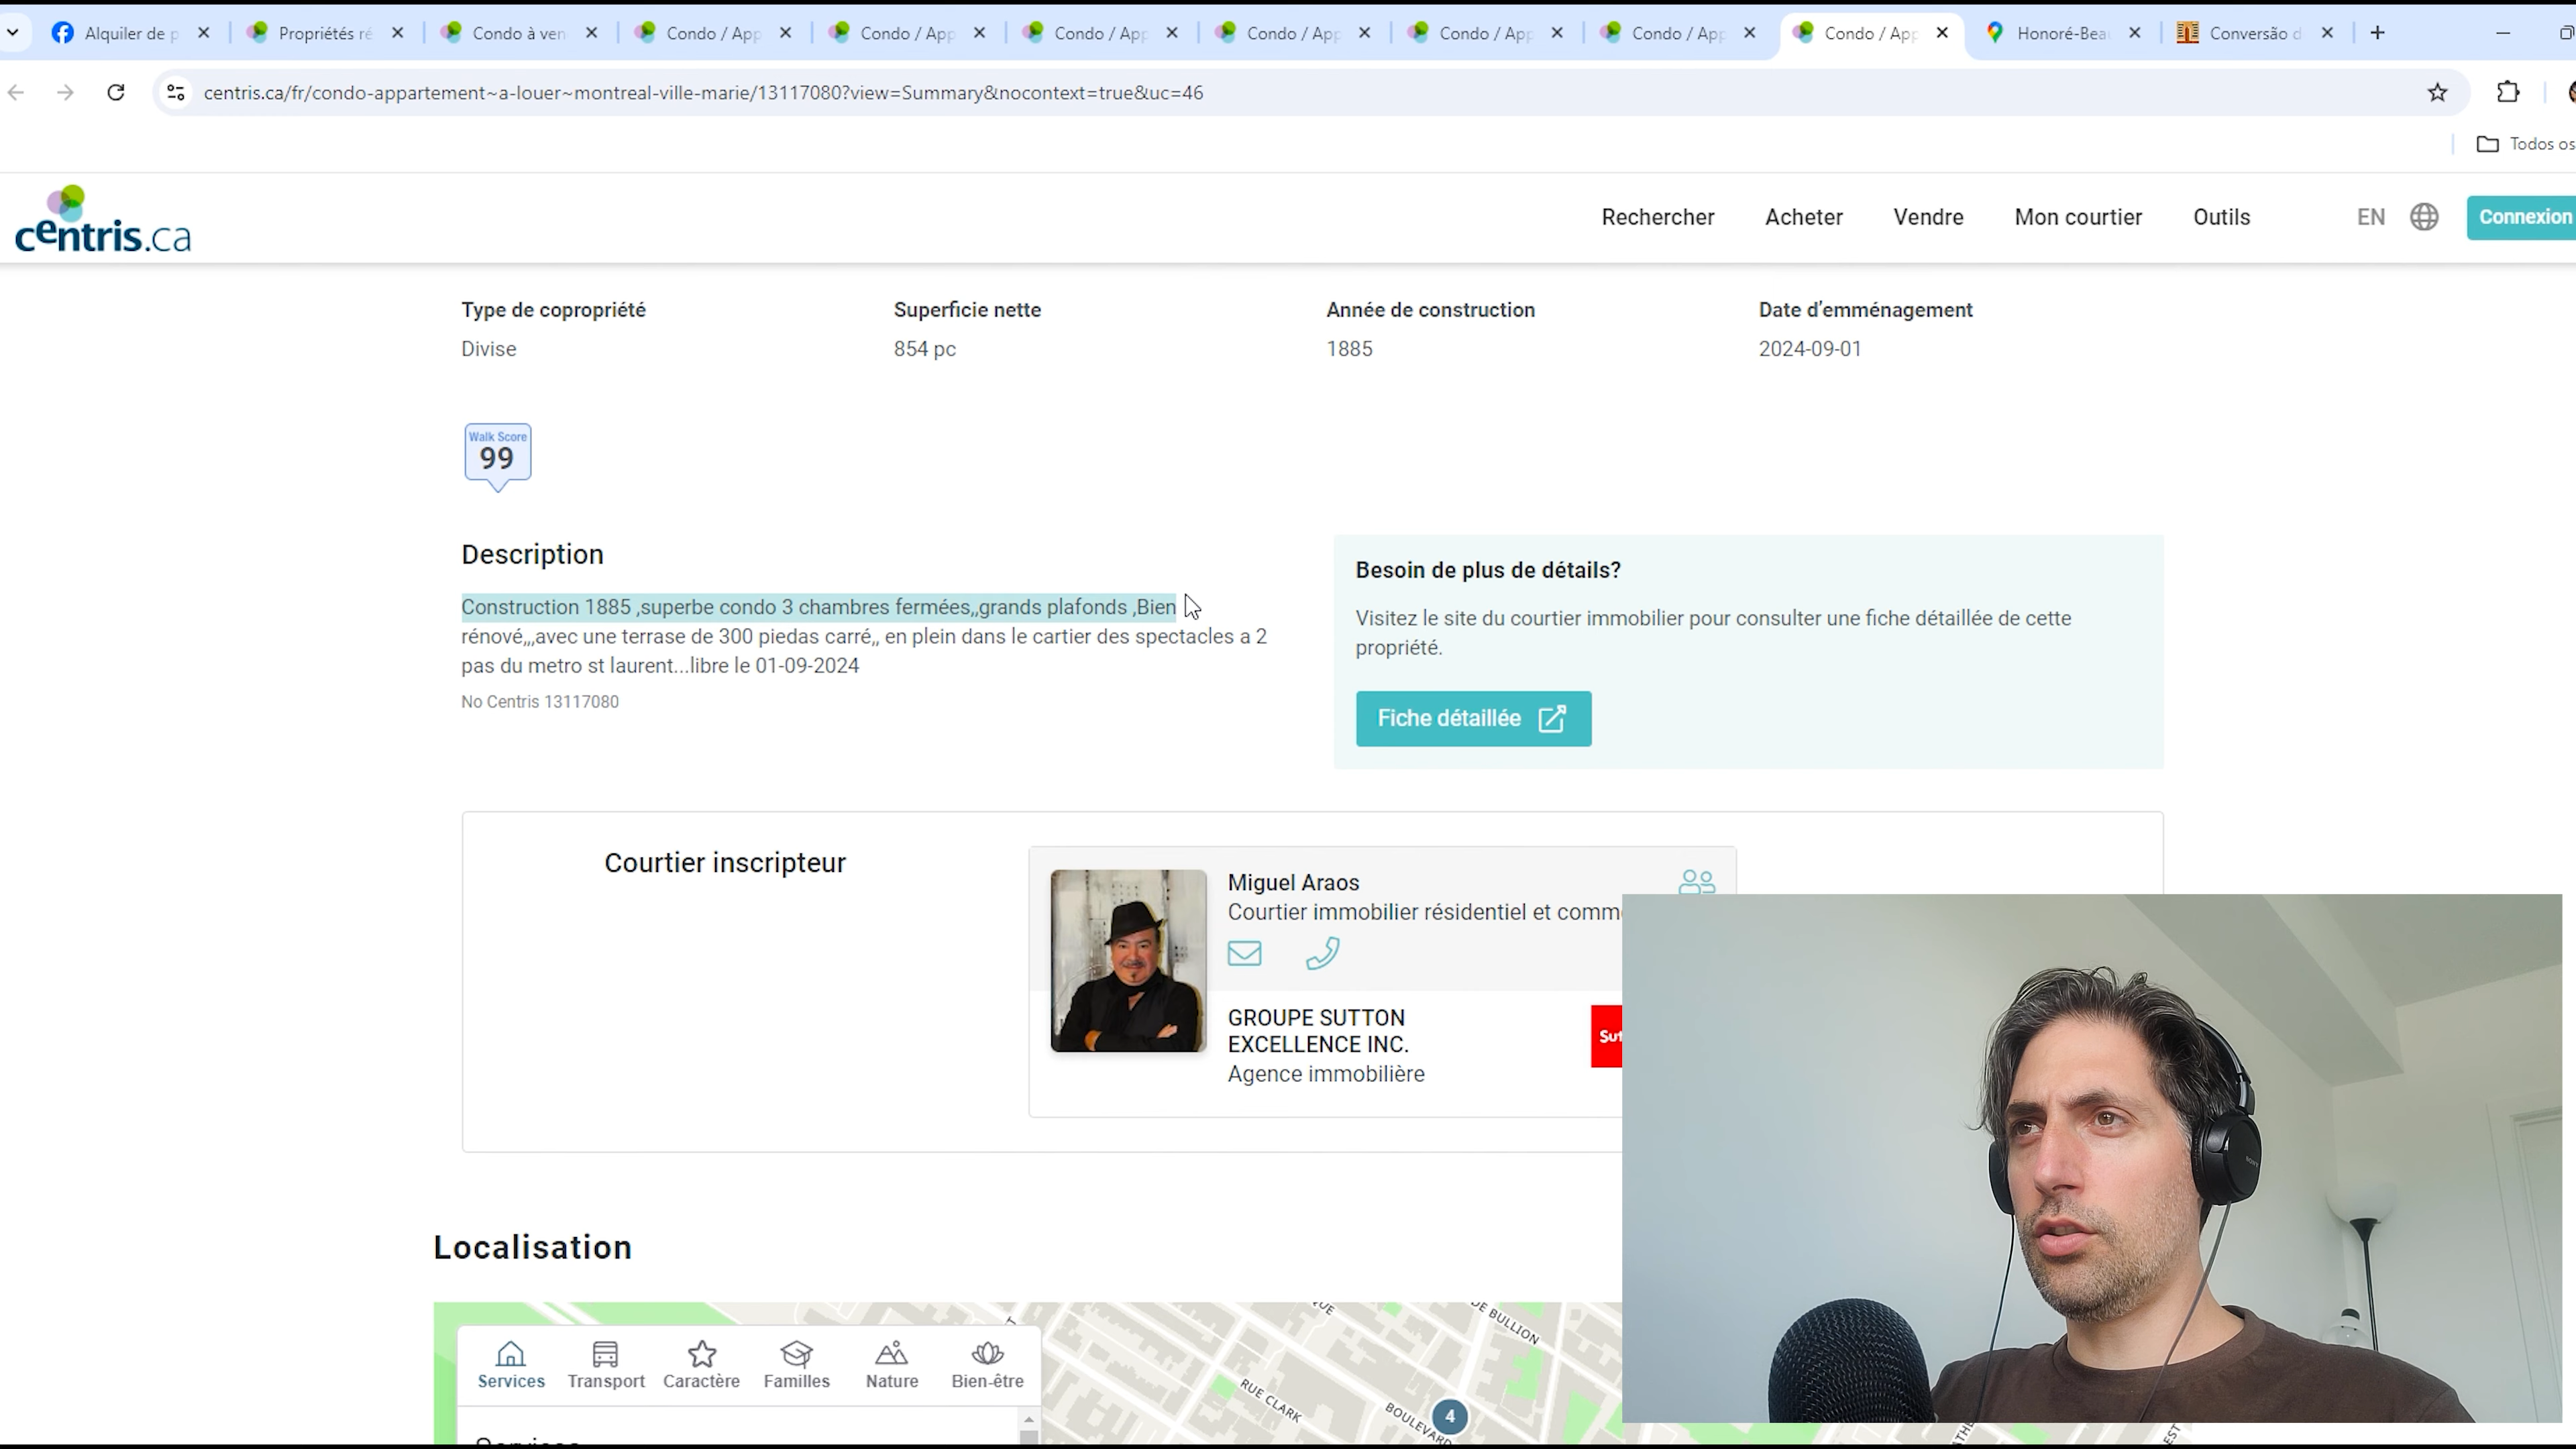 Alquiler de p
Propriétés ré
Condo à ven
Condo / App
Condo / App
Condo / App
Condo / App
Condo / App
Condo / App
Condo / App
Honoré-Bea
Conversão d
centris.ca/fr/condo-appartement~a-louer~montreal-ville-marie/13117080?view=Summary&nocontext=true&uc=46
Todos os
centris.ca
Rechercher
Acheter
Vendre
Mon courtier
Outils
EN
Connexion
Type de copropriété
Divise
Superficie nette
854 pc
Année de construction
1885
Date d'emménagement
2024-09-01
Walk Score
99
Description
Construction 1885 ,superbe condo 3 chambres fermées,,grands plafonds ,Bien
rénové,,,avec une terrase de 300 piedas carré,, en plein dans le cartier des spectacles a 2
pas du metro st laurent...libre le 01-09-2024
No Centris 13117080
Besoin de plus de détails?
Visitez le site du courtier immobilier pour consulter une fiche détaillée de cette
propriété.
Fiche détaillée
Courtier inscripteur
Miguel Araos
Courtier immobilier résidentiel et comm
GROUPE SUTTON
EXCELLENCE INC.
Agence immobilière
Sut
Localisation
Services
Transport
Caractère
Familles
Nature
Bien-être
Services
RUE CLARK
BOULEVARD
DE BULLION
4
SONY